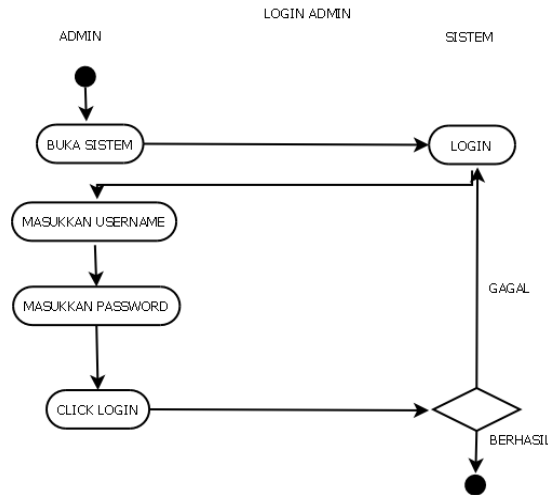 LOGIN ADMIN
ADMIN
SISTEM
BUKA SISTEM
LOGIN
MASUKKAN USERNAME
MASUKKAN PASSWORD
GAGAL
CLICK LOGIN
BERHASIL